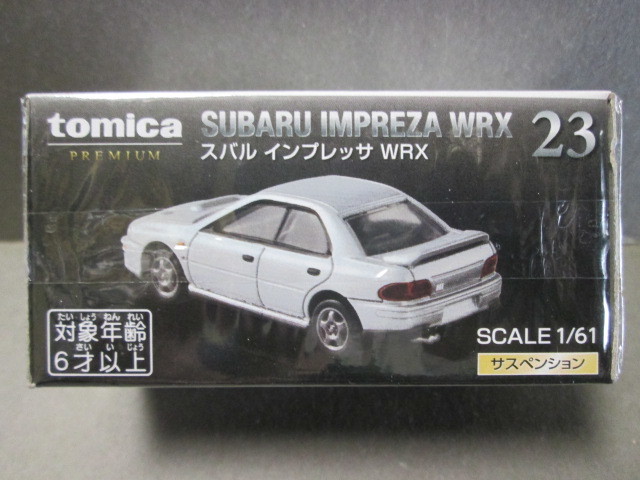 tomica
PREMIUM
SUBARU IMPREZA WRX
スバル インプレッサ WRX
23
たい しょう ねん れい
対象年齢
さい い じょう
6才以上
SCALE 1/61
サスペンション